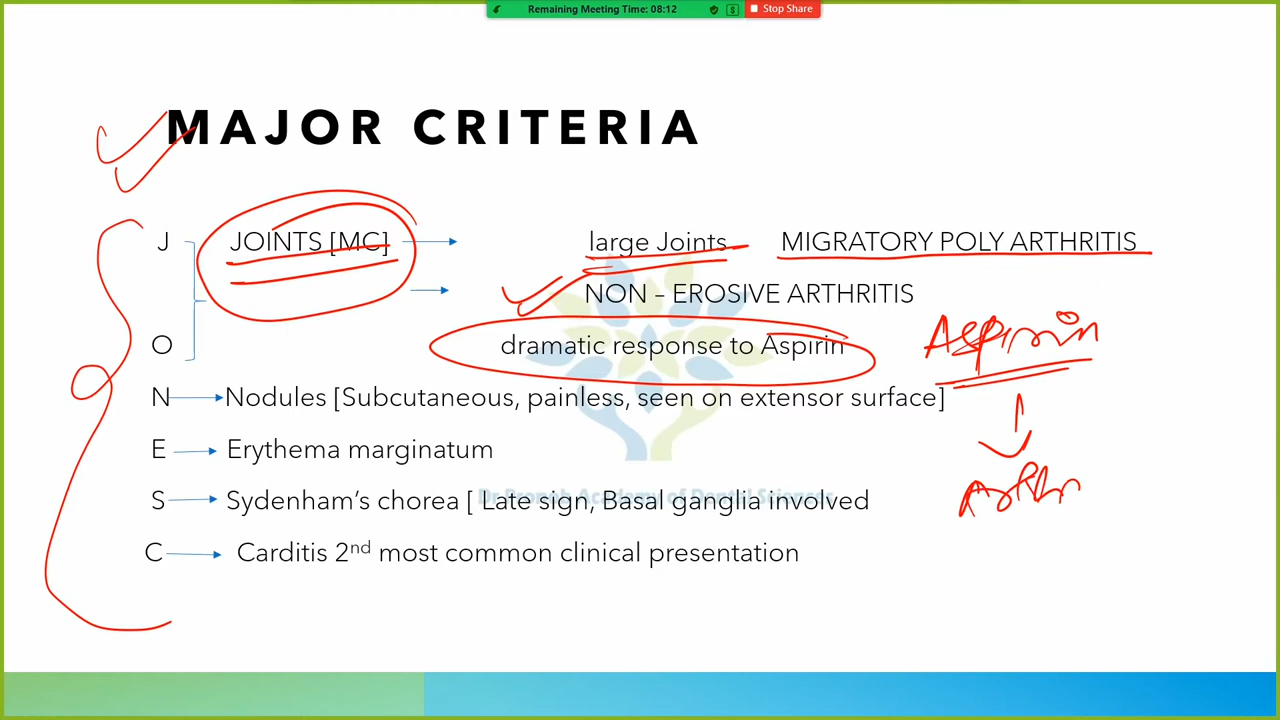 Remaining Meeting Time: 08:12
Stop Share
MAJOR CRITERIA
J JOINTS [MC] large Joints MIGRATORY POLY ARTHRITIS
NON – EROSIVE ARTHRITIS
O dramatic response to Aspirin
Aspirin
N Nodules [Subcutaneous, painless, seen on extensor surface]
E Erythema marginatum
S Sydenham's chorea [ Late sign, Basal ganglia involved
C Carditis 2nd most common clinical presentation